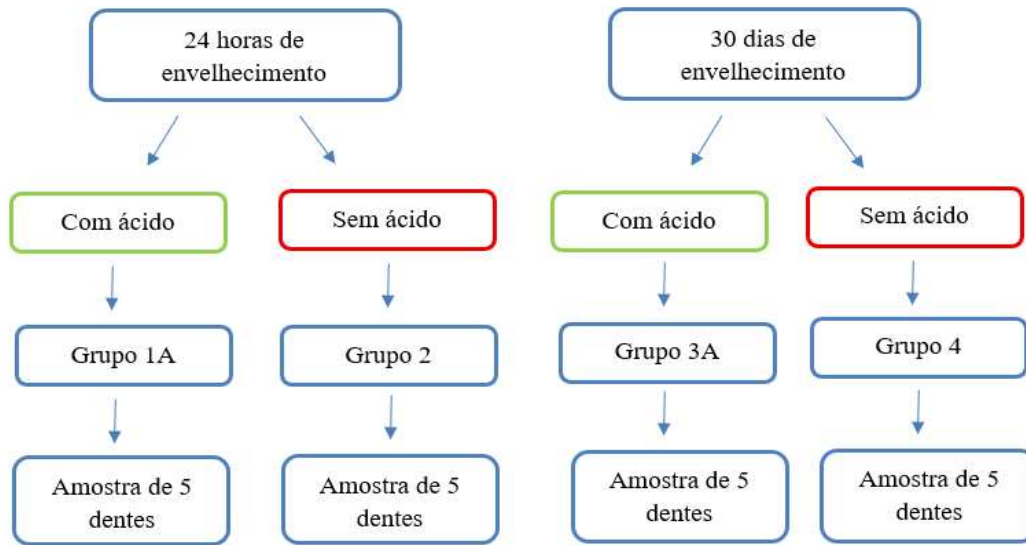 24 horas de
envelhecimento
30 dias de
envelhecimento
Com ácido
Sem ácido
Com ácido
Sem ácido
Grupo 1A
Grupo 2
Grupo 3A
Grupo 4
Amostra de 5
dentes
Amostra de 5
dentes
Amostra de 5
dentes
Amostra de 5
dentes